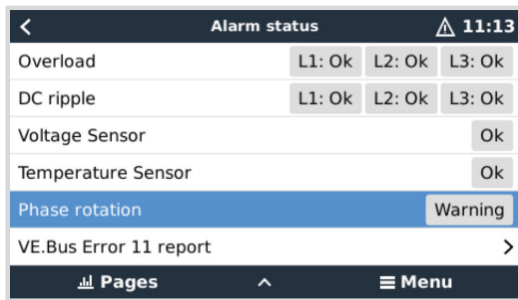 Alarm status 11:13
Overload L1: Ok L2: Ok L3: Ok
DC ripple L1: Ok L2: Ok L3: Ok
Voltage Sensor Ok
Temperature Sensor Ok
Phase rotation Warning
VE.Bus Error 11 report
Pages Menu